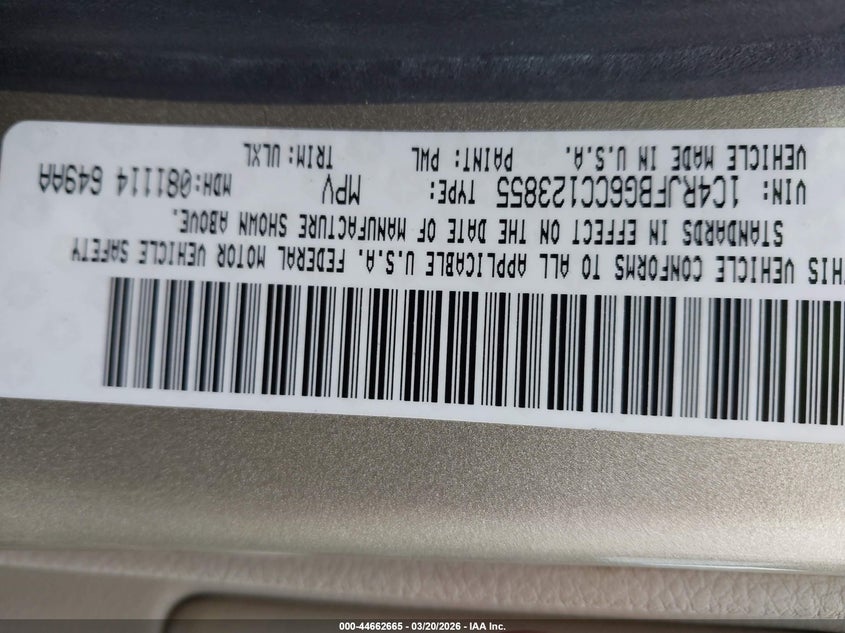 THIS VEHICLE CONFORMS TO ALL APPLICABLE U.S.A. FEDERAL MOTOR VEHICLE SAFETY
STANDARDS IN EFFECT ON THE DATE OF MANUFACTURE SHOWN ABOVE.
VIN: 1C4RJFBG6CC123855 TYPE: MPV MDH:081114 649AA
VEHICLE MADE IN U.S.A. PAINT: PWL TRIM:ULXL
000-44662665 - 03/20/2026 - IAA Inc.